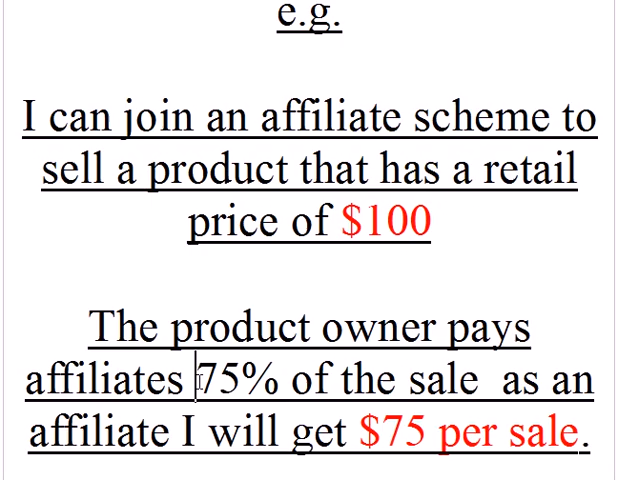 e.g.
I can join an affiliate scheme to
sell a product that has a retail
price of $100
The product owner pays
affiliates 75% of the sale  as an
affiliate I will get $75 per sale.